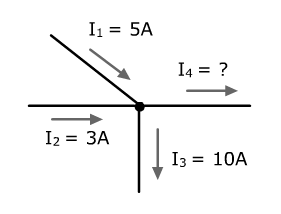 I₁ = 5A
I₄ = ?
I₂ = 3A
I₃ = 10A